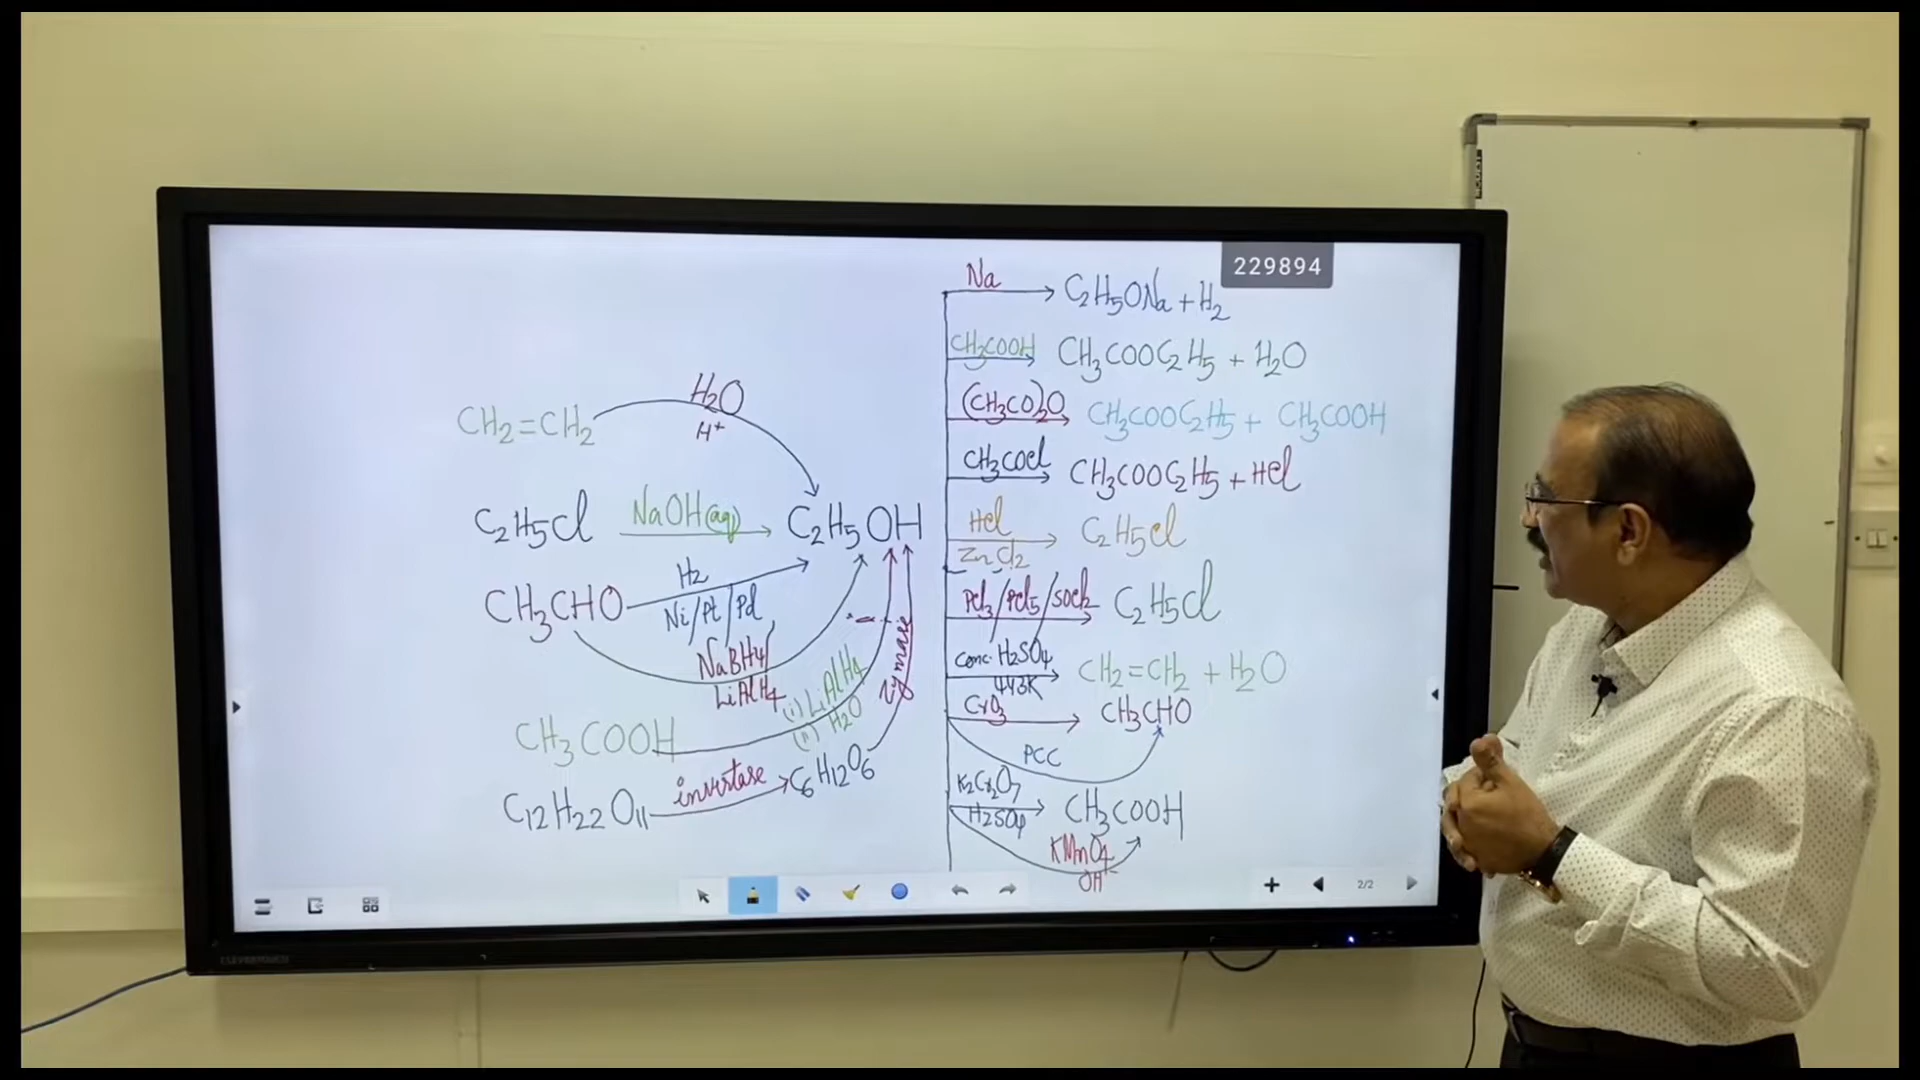 229894
CH2=CH2
H2O
H+
C2H5Cl
NaOH(aq)
C2H5OH
CH3CHO
H2
Ni/Pt/Pd
NaBH4/
LiAlH4
CH3COOH
(i) LiAlH4
(ii) H2O
C12H22O11
invertase
C6H12O6
zymase
Na
C2H5ONa + H2
CH3COOH
CH3COOC2H5 + H2O
(CH3CO)2O
CH3COOC2H5 + CH3COOH
CH3COCl
CH3COOC2H5 + HCl
HCl
ZnCl2
C2H5Cl
PCl3/PCl5/SOCl2
C2H5Cl
Conc. H2SO4
443K
CH2=CH2 + H2O
CrO3
CH3CHO
PCC
K2Cr2O7
H2SO4
CH3COOH
KMnO4
OH-
2/2